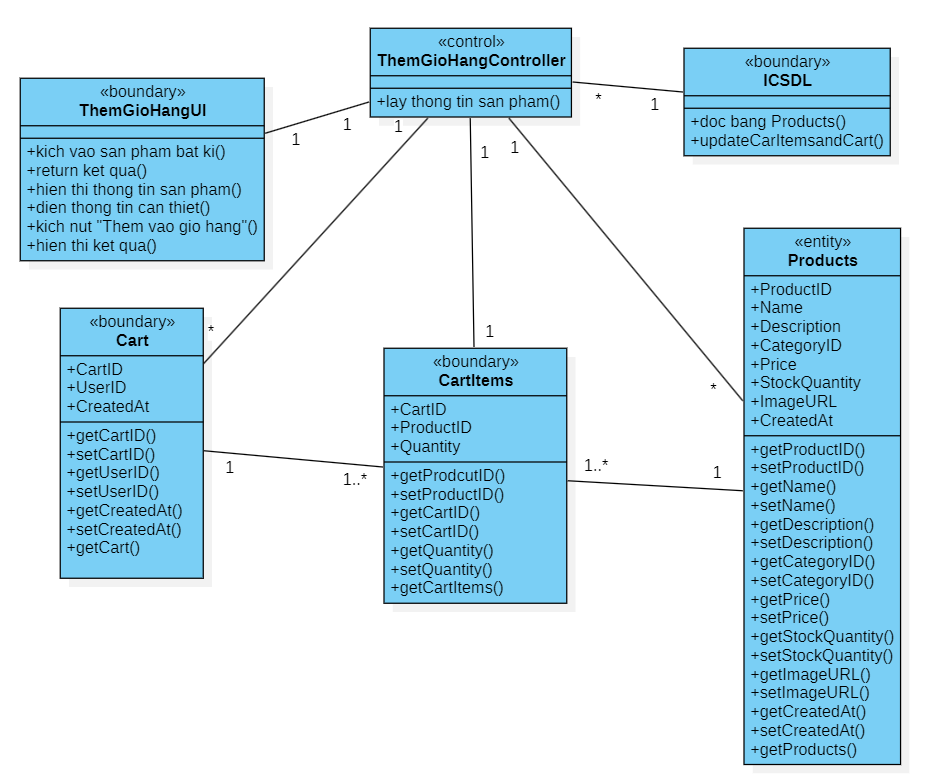 «control»
ThemGioHangController
+lay thong tin san pham()
«boundary»
ICSDL
+doc bang Products()
+updateCarItemsandCart()
«boundary»
ThemGioHangUI
+kich vao san pham bat ki()
+return ket qua()
+hien thi thong tin san pham()
+dien thong tin can thiet()
+kich nut "Them vao gio hang"()
+hien thi ket qua()
1
1
*
1
1
1
1
*
1
*
«boundary»
Cart
+CartID
+UserID
+CreatedAt
+getCartID()
+setCartID()
+getUserID()
+setUserID()
+getCreatedAt()
+setCreatedAt()
+getCart()
1
1..*
«boundary»
CartItems
+CartID
+ProductID
+Quantity
+getProdcutID()
+setProductID()
+getCartID()
+setCartID()
+getQuantity()
+setQuantity()
+getCartItems()
1..*
1
«entity»
Products
+ProductID
+Name
+Description
+CategoryID
+Price
+StockQuantity
+ImageURL
+CreatedAt
+getProductID()
+setProductID()
+getName()
+setName()
+getDescription()
+setDescription()
+getCategoryID()
+setCategoryID()
+getPrice()
+setPrice()
+getStockQuantity()
+setStockQuantity()
+getImageURL()
+setImageURL()
+getCreatedAt()
+setCreatedAt()
+getProducts()